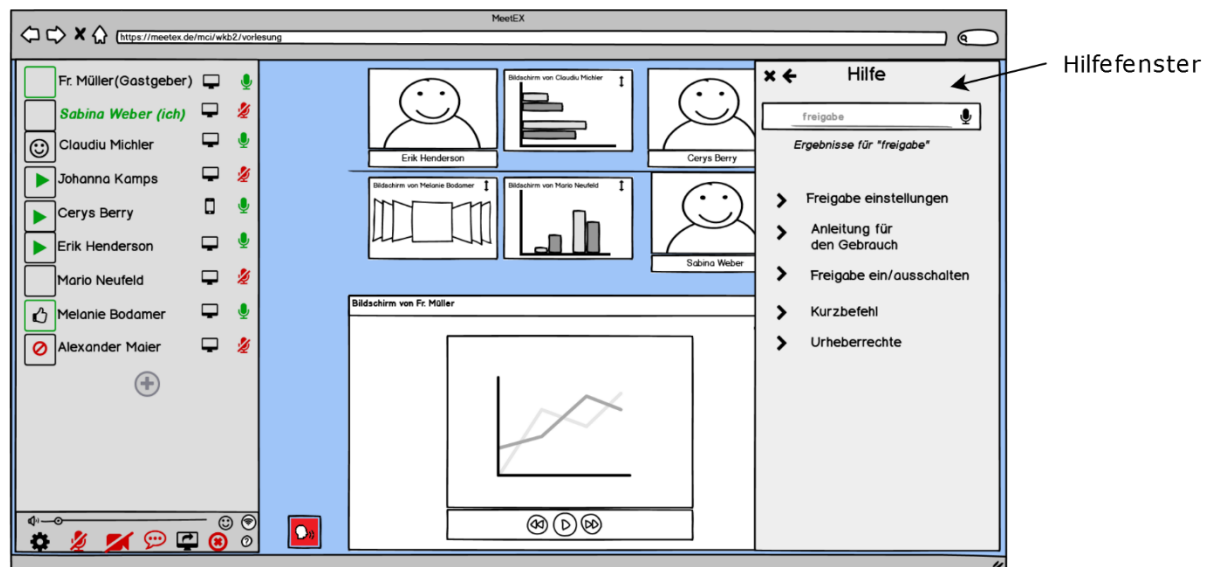 MeetEX
https://meetex.de/mci/wkb2/vorlesung
Hilfefenster
Fr. Müller(Gastgeber)
Sabina Weber (ich)
Claudiu Michler
Johanna Kamps
Cerys Berry
Erik Henderson
Mario Neufeld
Melanie Bodamer
Alexander Maier
Erik Henderson
Bildschirm von Claudiu Michler
Cerys Berry
Bildschirm von Melanie Bodamer
Bildschirm von Mario Neufeld
Sabina Weber
Bildschirm von Fr. Müller
Hilfe
freigabe
Ergebnisse für "freigabe"
Freigabe einstellungen
Anleitung für
den Gebrauch
Freigabe ein/ausschalten
Kurzbefehl
Urheberrechte